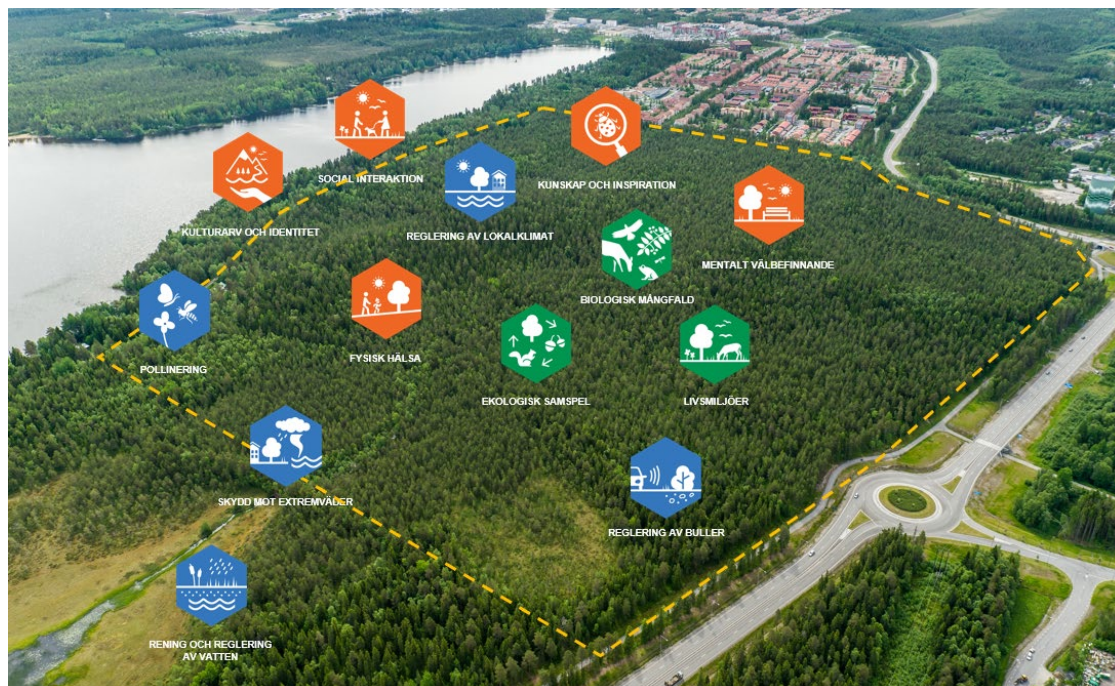 SOCIAL INTERAKTION
KUNSKAP OCH INSPIRATION
KULTURARV OCH IDENTITET
REGLERING AV LOKALKLIMAT
MENTALT VÄLBEFINNANDE
BIOLOGISK MÅNGFALD
POLLINERING
FYSISK HÄLSA
EKOLOGISK SAMSPEL
LIVSMILJÖER
SKYDD MOT EXTREMVÄDER
REGLERING AV BULLER
RENING OCH REGLERING
AV VATTEN